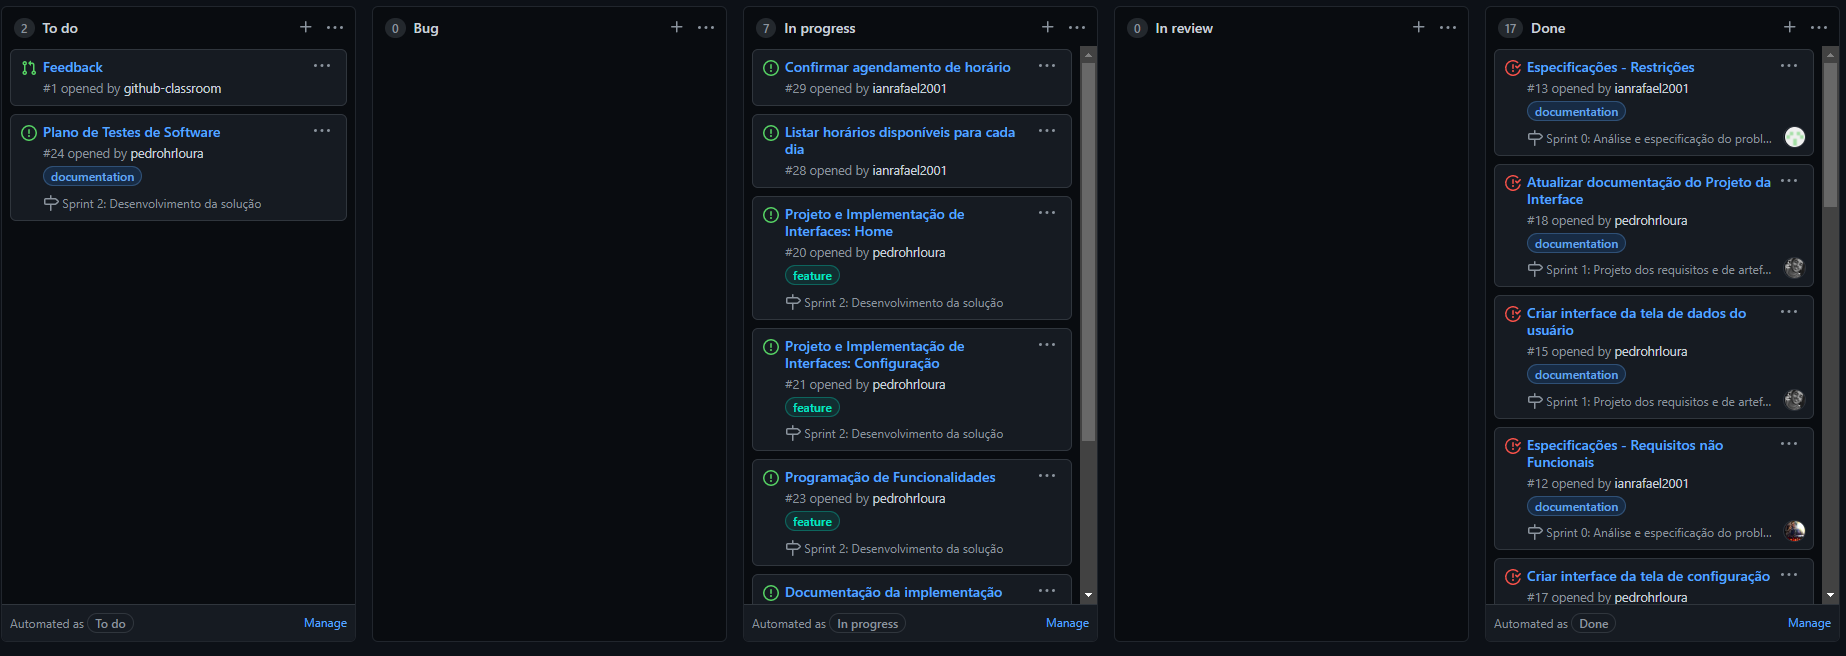 2 To do
Feedback
#1 opened by github-classroom
Plano de Testes de Software
#24 opened by pedrohrloura
documentation
Sprint 2: Desenvolvimento da solução
Automated as To do
Manage
0 Bug
7 In progress
Confirmar agendamento de horário
#29 opened by ianrafael2001
Listar horários disponíveis para cada
dia
#28 opened by ianrafael2001
Projeto e Implementação de
Interfaces: Home
#20 opened by pedrohrloura
feature
Sprint 2: Desenvolvimento da solução
Projeto e Implementação de
Interfaces: Configuração
#21 opened by pedrohrloura
feature
Sprint 2: Desenvolvimento da solução
Programação de Funcionalidades
#23 opened by pedrohrloura
feature
Sprint 2: Desenvolvimento da solução
Documentação da implementação
Automated as In progress
Manage
0 In review
17 Done
Especificações - Restrições
#13 opened by ianrafael2001
documentation
Sprint 0: Análise e especificação do probl...
Atualizar documentação do Projeto da
Interface
#18 opened by pedrohrloura
documentation
Sprint 1: Projeto dos requisitos e de artef...
Criar interface da tela de dados do
usuário
#15 opened by pedrohrloura
documentation
Sprint 1: Projeto dos requisitos e de artef...
Especificações - Requisitos não
Funcionais
#12 opened by ianrafael2001
documentation
Sprint 0: Análise e especificação do probl...
Criar interface da tela de configuração
#17 opened by pedrohrloura
Automated as Done
Manage